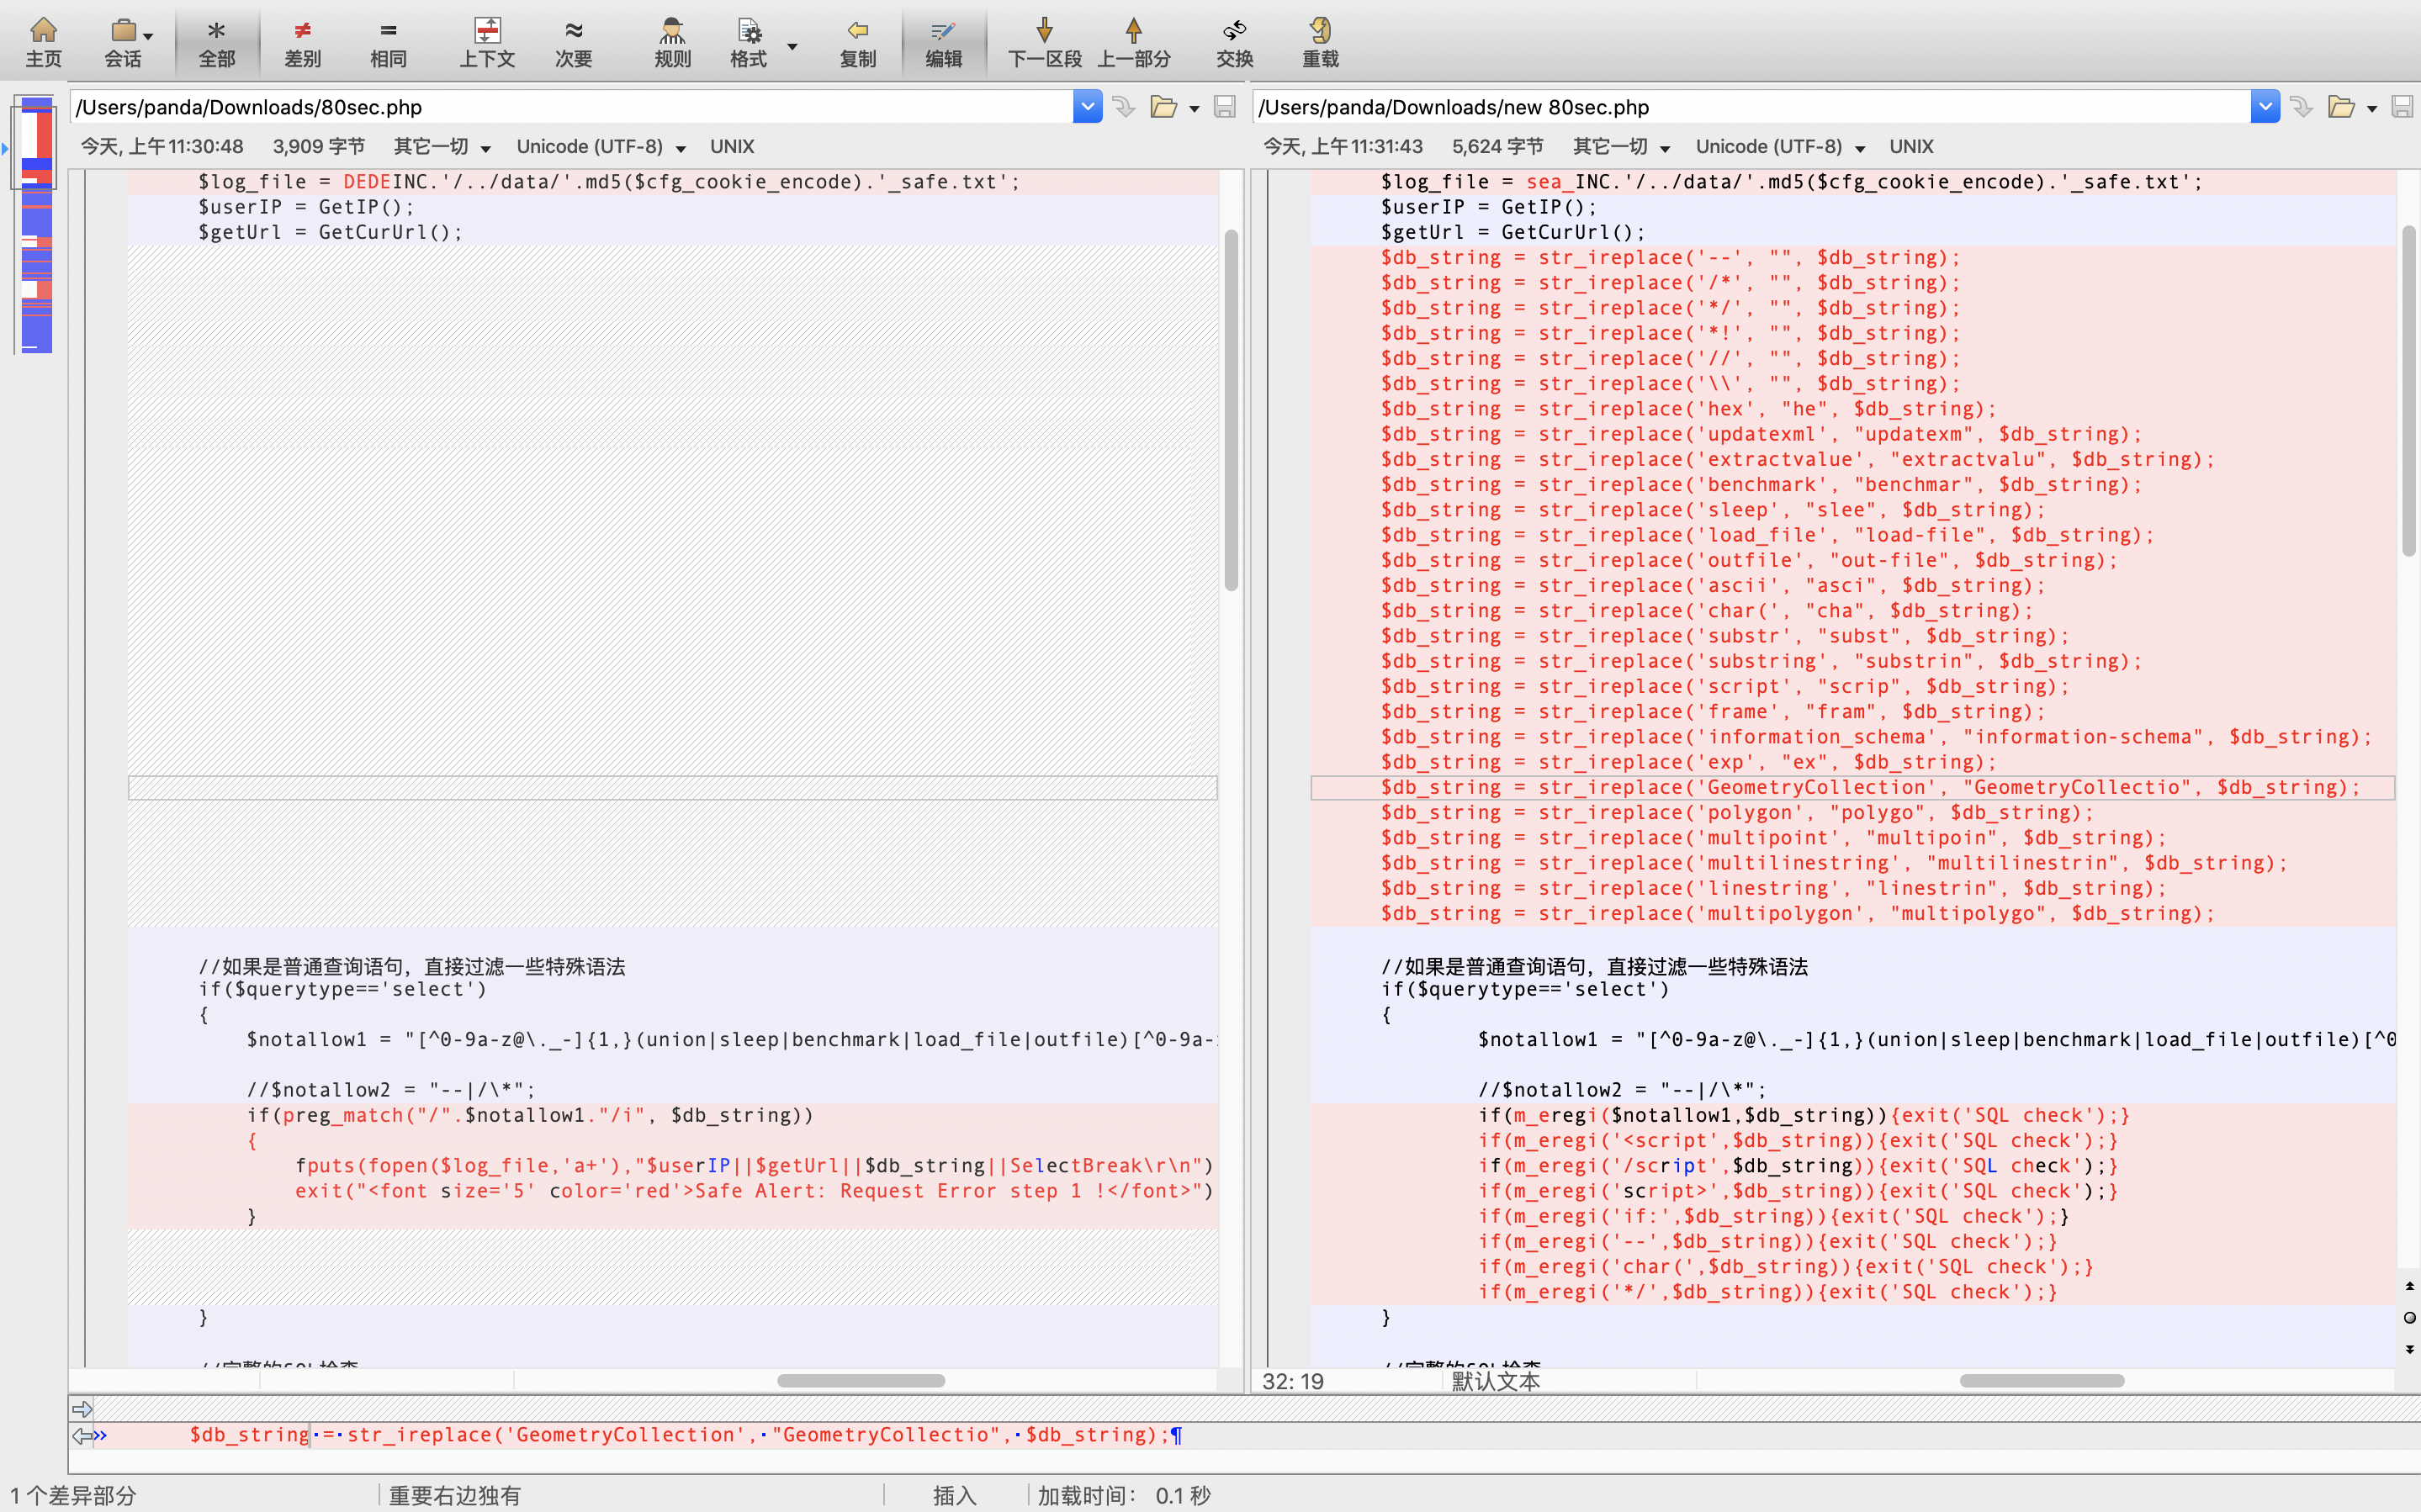 主页 会话 全部 差别 相同 上下文 次要 规则 格式 复制 编辑 下一区段 上一部分 交换 重载
/Users/panda/Downloads/80sec.php
今天, 上午11:30:48 3,909 字节 其它一切 Unicode (UTF-8) UNIX
$log_file = DEDEINC.'/../data/'.md5($cfg_cookie_encode).'_safe.txt';
$userIP = GetIP();
$getUrl = GetCurUrl();
//如果是普通查询语句，直接过滤一些特殊语法
if($querytype=='select')
{
$notallow1 = "[^0-9a-z@\._-]{1,}(union|sleep|benchmark|load_file|outfile)[^0-9a-
//$notallow2 = "--|/\*";
if(preg_match("/".$notallow1."/i", $db_string))
{
fputs(fopen($log_file,'a+'),"$userIP||$getUrl||$db_string||SelectBreak\r\n")
exit("<font size='5' color='red'>Safe Alert: Request Error step 1 !</font>")
}
}
//完整的SQL检查
/Users/panda/Downloads/new 80sec.php
今天, 上午11:31:43 5,624 字节 其它一切 Unicode (UTF-8) UNIX
$log_file = sea_INC.'/../data/'.md5($cfg_cookie_encode).'_safe.txt';
$userIP = GetIP();
$getUrl = GetCurUrl();
$db_string = str_ireplace('--', "", $db_string);
$db_string = str_ireplace('/*', "", $db_string);
$db_string = str_ireplace('*/', "", $db_string);
$db_string = str_ireplace('*!', "", $db_string);
$db_string = str_ireplace('//', "", $db_string);
$db_string = str_ireplace('\\', "", $db_string);
$db_string = str_ireplace('hex', "he", $db_string);
$db_string = str_ireplace('updatexml', "updatexm", $db_string);
$db_string = str_ireplace('extractvalue', "extractvalu", $db_string);
$db_string = str_ireplace('benchmark', "benchmar", $db_string);
$db_string = str_ireplace('sleep', "slee", $db_string);
$db_string = str_ireplace('load_file', "load-file", $db_string);
$db_string = str_ireplace('outfile', "out-file", $db_string);
$db_string = str_ireplace('ascii', "asci", $db_string);
$db_string = str_ireplace('char(', "cha", $db_string);
$db_string = str_ireplace('substr', "subst", $db_string);
$db_string = str_ireplace('substring', "substrin", $db_string);
$db_string = str_ireplace('script', "scrip", $db_string);
$db_string = str_ireplace('frame', "fram", $db_string);
$db_string = str_ireplace('information_schema', "information-schema", $db_string);
$db_string = str_ireplace('exp', "ex", $db_string);
$db_string = str_ireplace('GeometryCollection', "GeometryCollectio", $db_string);
$db_string = str_ireplace('polygon', "polygo", $db_string);
$db_string = str_ireplace('multipoint', "multipoin", $db_string);
$db_string = str_ireplace('multilinestring', "multilinestrin", $db_string);
$db_string = str_ireplace('linestring', "linestrin", $db_string);
$db_string = str_ireplace('multipolygon', "multipolygo", $db_string);
//如果是普通查询语句，直接过滤一些特殊语法
if($querytype=='select')
{
$notallow1 = "[^0-9a-z@\._-]{1,}(union|sleep|benchmark|load_file|outfile)[^0
//$notallow2 = "--|/\*";
if(m_eregi($notallow1,$db_string)){exit('SQL check');}
if(m_eregi('<script',$db_string)){exit('SQL check');}
if(m_eregi('/script',$db_string)){exit('SQL check');}
if(m_eregi('script>',$db_string)){exit('SQL check');}
if(m_eregi('if:',$db_string)){exit('SQL check');}
if(m_eregi('--',$db_string)){exit('SQL check');}
if(m_eregi('char(',$db_string)){exit('SQL check');}
if(m_eregi('*/',$db_string)){exit('SQL check');}
}
//完整的SQL检查
32: 19 默认文本
$db_string·=·str_ireplace('GeometryCollection',·"GeometryCollectio",·$db_string);¶
1 个差异部分 重要右边独有 插入 加载时间： 0.1 秒